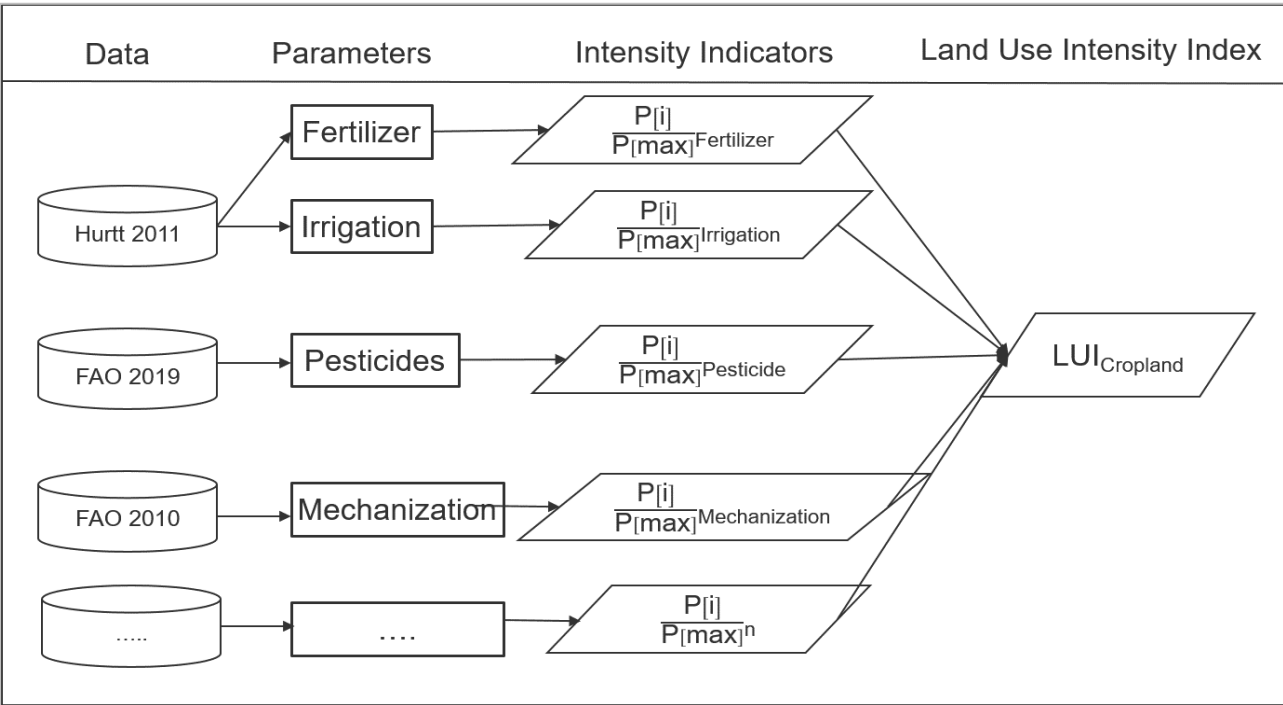 Data Parameters Intensity Indicators Land Use Intensity Index
Fertilizer
P[i]
P[max]Fertilizer
Hurtt 2011
Irrigation
P[i]
P[max]Irrigation
FAO 2019
Pesticides
P[i]
P[max]Pesticide
LUICropland
FAO 2010
Mechanization
P[i]
P[max]Mechanization
.....
....
P[i]
P[max]n